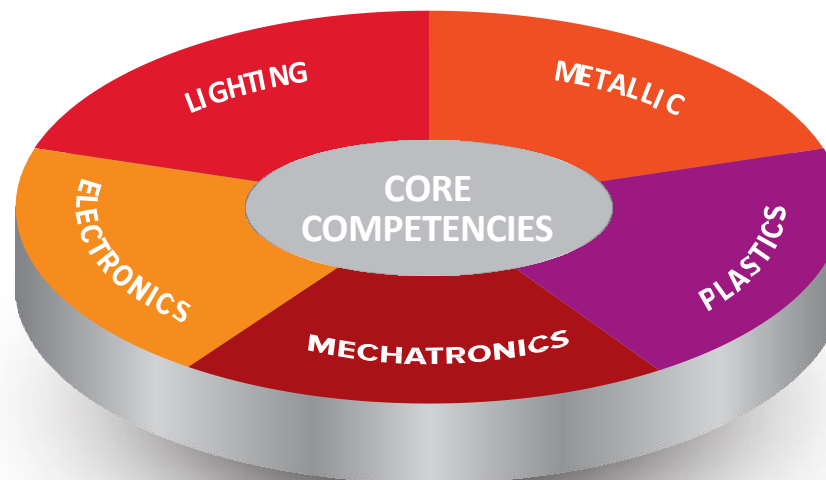 LIGHTING
METALLIC
CORE
COMPETENCIES
ELECTRONICS
PLASTICS
MECHATRONICS